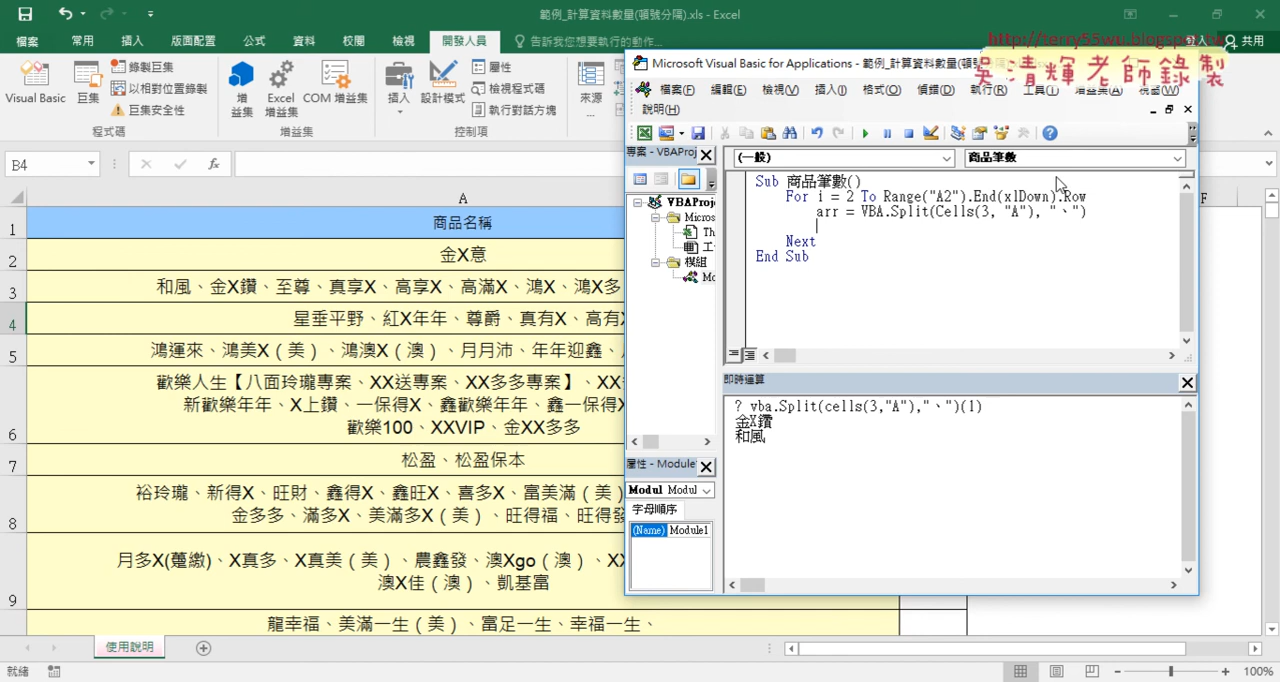 範例_計算資料數量(頓號分隔).xls - Excel
檔案 常用 插入 版面配置 公式 資料 校閱 檢視 開發人員 告訴我您想要執行的動作... 共用
http://terry55wu.blogspot.tw
吳清輝老師錄製
Visual Basic 巨集 錄製巨集 以相對位置錄製 巨集安全性
程式碼
增益集 Excel 增益集 COM 增益集
增益集
插入 設計模式 屬性 檢視程式碼 執行對話方塊
控制項
來源
B4
fx
A F
1 商品名稱
2 金X意
3 和風、金X鑽、至尊、真享X、高享X、高滿X、鴻X、鴻X多
4 星垂平野、紅X年年、尊爵、真有X、高有X
5 鴻運來、鴻美X（美）、鴻澳X（澳）、月月沛、年年迎鑫、
6 歡樂人生【八面玲瓏專案、XX送專案、XX多多專案】、XX
新歡樂年年、X上鑽、一保得X、鑫歡樂年年、鑫一保得X
歡樂100、XXVIP、金XX多多
7 松盈、松盈保本
8 裕玲瓏、新得X、旺財、鑫得X、鑫旺X、喜多X、富美滿（美）
金多多、滿多X、美滿多X（美）、旺得福、旺得發
9 月多X(躉繳)、X真多、X真美（美）、農鑫發、澳Xgo（澳）、XX
澳X佳（澳）、凱基富
龍幸福、美滿一生（美）、富足一生、幸福一生、
使用說明
就緒 100%
Microsoft Visual Basic for Applications - 範例_計算資料數量(頓號分隔).xls
檔案(F) 編輯(E) 檢視(V) 插入(I) 格式(O) 偵錯(D) 執行(R) 工具(T) 增益集(A) 視窗(W)
說明(H)
專案 - VBAProj
VBAProje
Micros
Th
工
模組
Mo
屬性 - Module
Modul Modul
字母順序
(Name) Module1
(一般) 商品筆數
Sub 商品筆數()
For i = 2 To Range("A2").End(xlDown).Row
arr = VBA.Split(Cells(3, "A"), "、")
Next
End Sub
即時運算
? vba.Split(cells(3,"A"),"、")(1)
金X鑽
和風